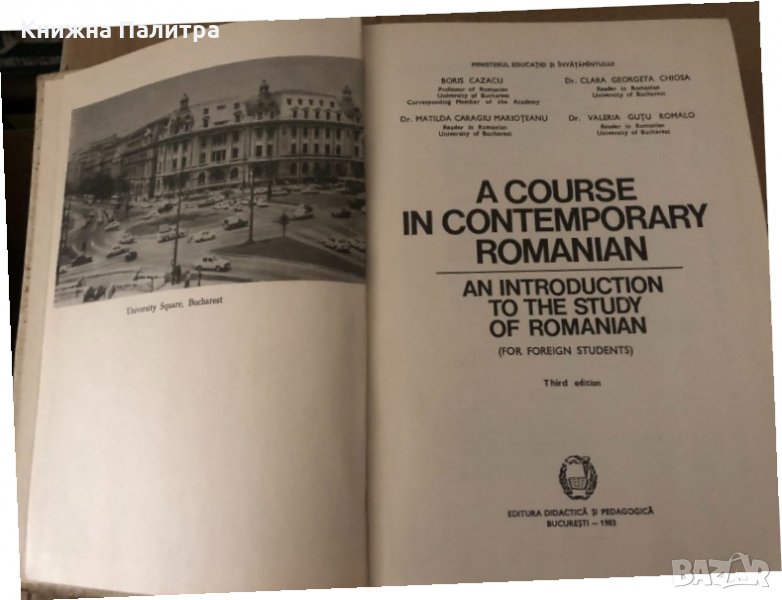 Книжна Палитра
University Square, Bucharest
MINISTERUL EDUCAȚIEI ȘI ÎNVĂȚĂMÎNTULUI
BORIS CAZACU
Professor of Romanian
University of Bucharest
Corresponding Member of the Academy
Dr. CLARA GEORGETA CHIOSA
Reader in Romanian
University of Bucharest
Dr. MATILDA CARAGIU MARIOȚEANU
Reader in Romanian
University of Bucharest
Dr. VALERIA GUȚU ROMALO
Reader in Romanian
University of Bucharest
A COURSE
IN CONTEMPORARY
ROMANIAN
AN INTRODUCTION
TO THE STUDY
OF ROMANIAN
(FOR FOREIGN STUDENTS)
Third edition
EDITURA DIDACTICĂ ȘI PEDAGOGICĂ
BUCUREȘTI — 1983
BAZAR